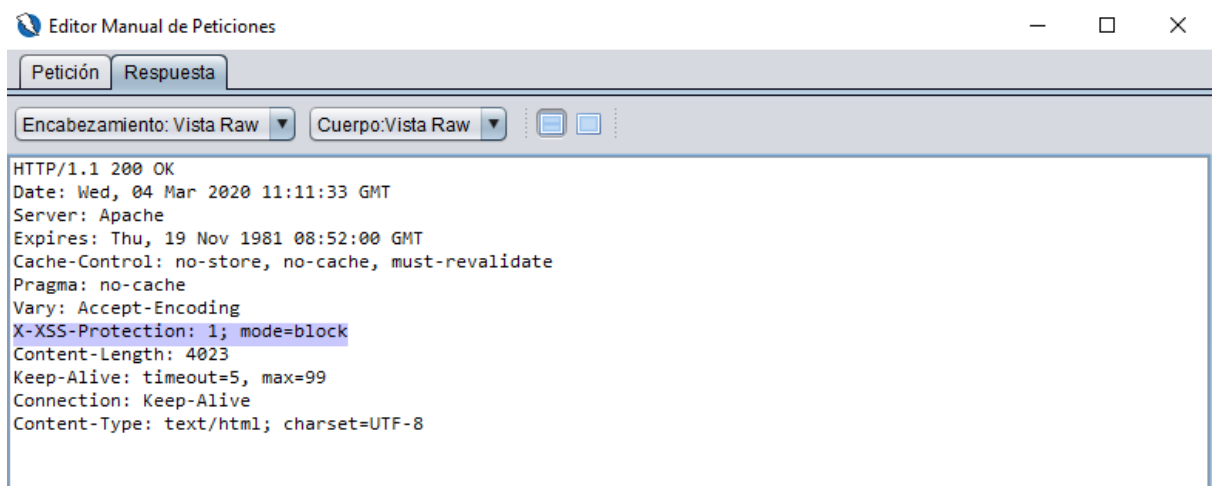 Editor Manual de Peticiones
Petición Respuesta
Encabezamiento: Vista Raw Cuerpo:Vista Raw
HTTP/1.1 200 OK
Date: Wed, 04 Mar 2020 11:11:33 GMT
Server: Apache
Expires: Thu, 19 Nov 1981 08:52:00 GMT
Cache-Control: no-store, no-cache, must-revalidate
Pragma: no-cache
Vary: Accept-Encoding
X-XSS-Protection: 1; mode=block
Content-Length: 4023
Keep-Alive: timeout=5, max=99
Connection: Keep-Alive
Content-Type: text/html; charset=UTF-8